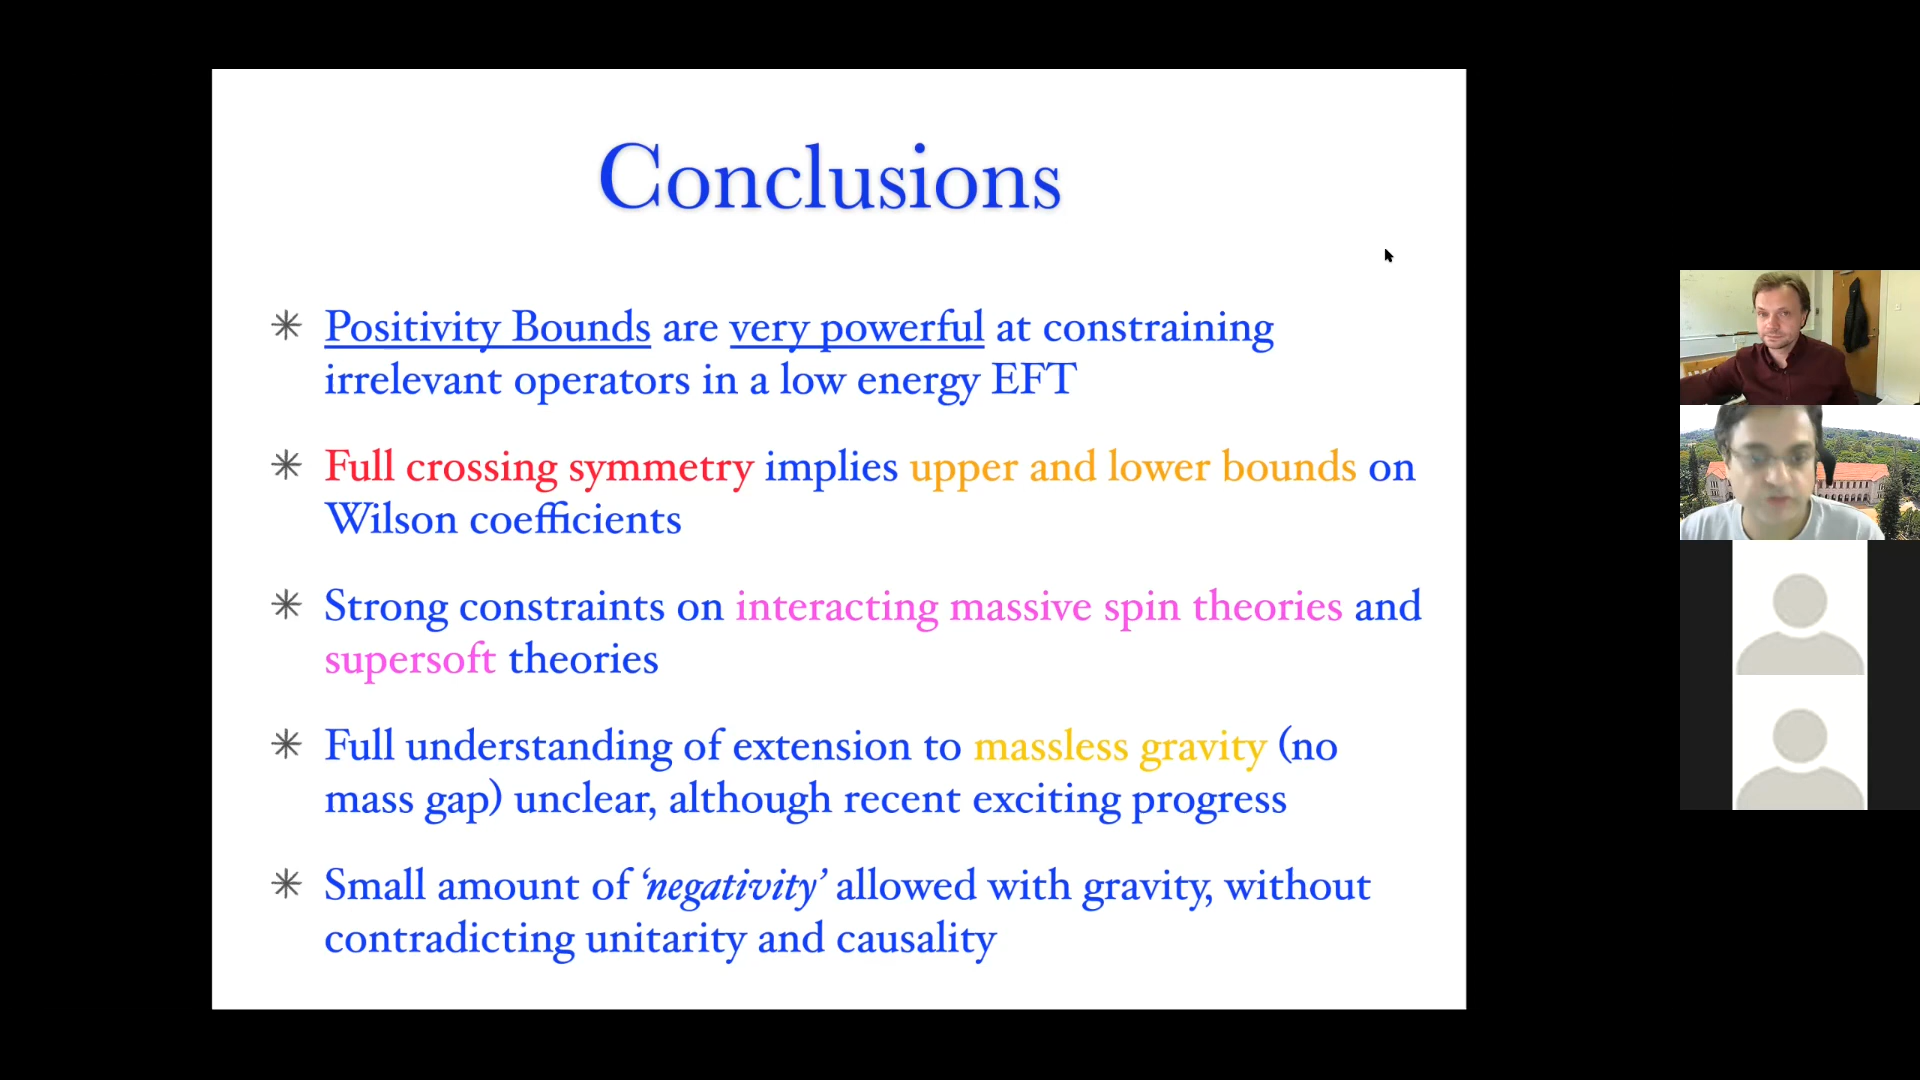 Conclusions
Positivity Bounds are very powerful at constraining
irrelevant operators in a low energy EFT
Full crossing symmetry implies upper and lower bounds on
Wilson coefficients
Strong constraints on interacting massive spin theories and
supersoft theories
Full understanding of extension to massless gravity (no
mass gap) unclear, although recent exciting progress
Small amount of ‘negativity’ allowed with gravity, without
contradicting unitarity and causality